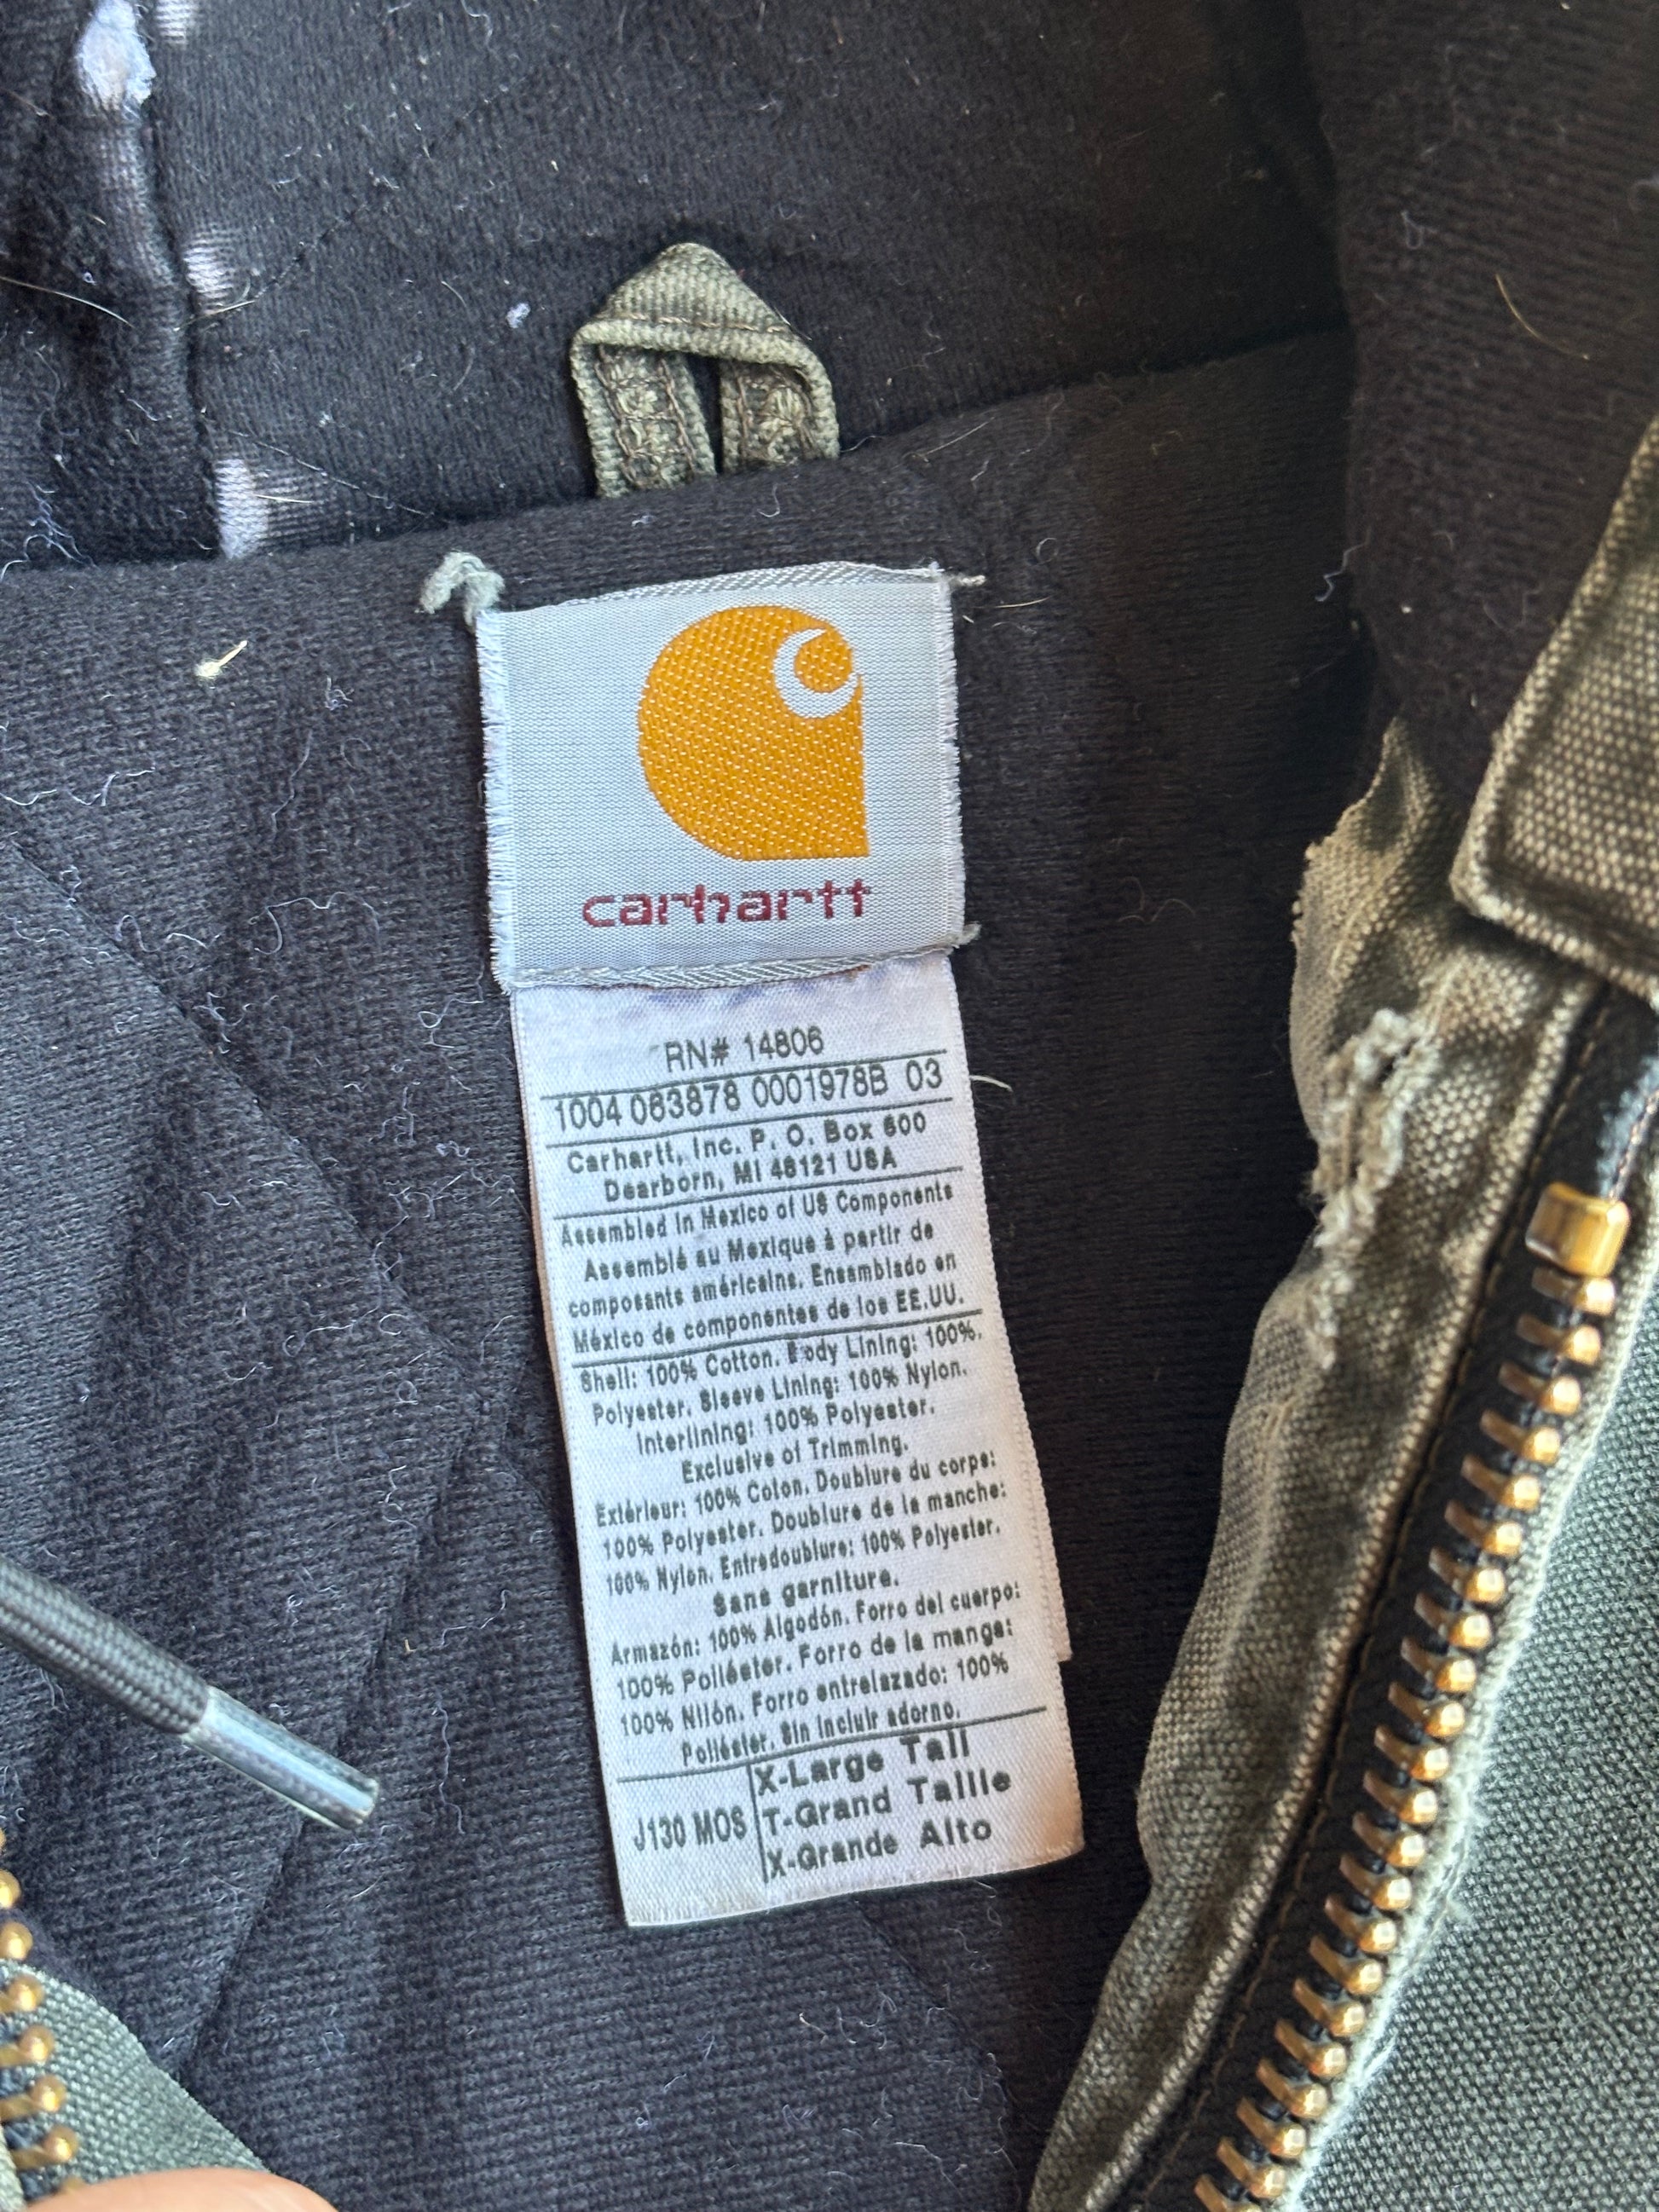 carhartt
RN# 14806
1004 083878 0001978B 03
Carhartt, Inc. P. O. Box 600
Dearborn, MI 48121 USA
Assembled in Mexico of US Components
Assemblé au Mexique à partir de
composants américains. Ensamblado en
México de componentes de los EE.UU.
Shell: 100% Cotton. Body Lining: 100%.
Polyester. Sleeve Lining: 100% Nylon.
Interlining: 100% Polyester.
Exclusive of Trimming.
Extérieur: 100% Coton. Doublure du corps:
100% Polyester. Doublure de la manche:
100% Nylon. Entredoublure: 100% Polyester.
Sans garniture.
Armazón: 100% Algodón. Forro del cuerpo:
100% Poliéster. Forro de la manga:
100% Nilón. Forro entrelazado: 100%
Poliéster. Sin incluir adorno.
X-Large Tall
J130 MOS T-Grand Taille
X-Grande Alto